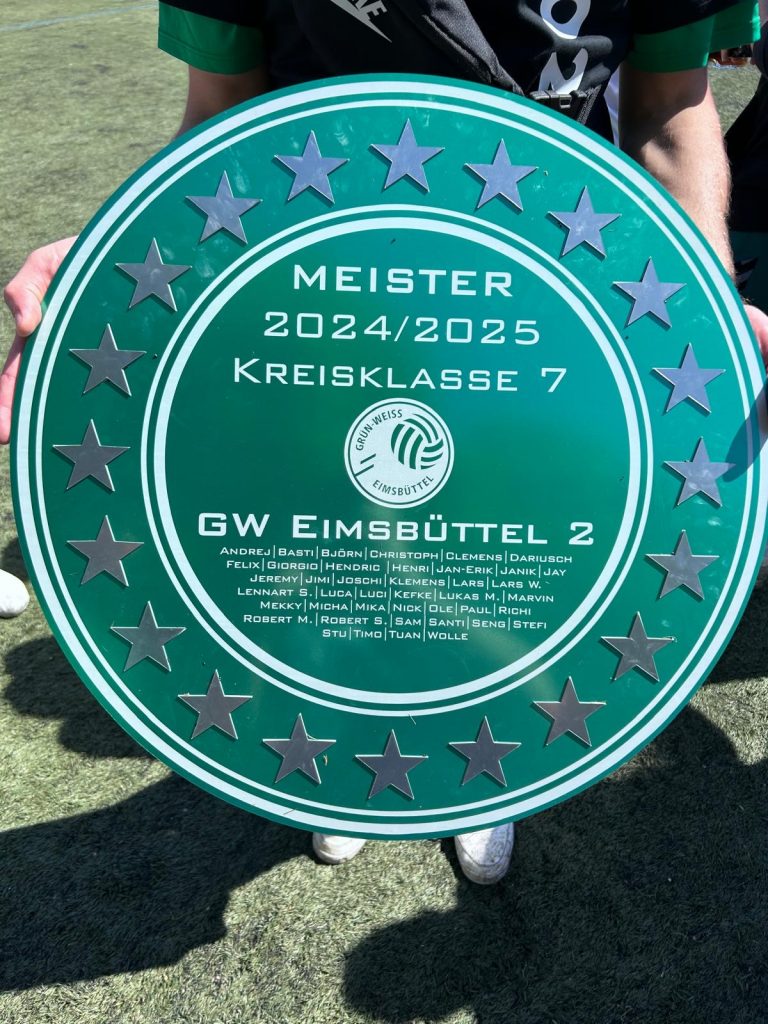 MEISTER
2024/2025
KREISKLASSE 7
GRÜN-WEISS
EIMSBÜTTEL
GW EIMSBÜTTEL 2
ANDREJ|BASTI|BJÖRN|CHRISTOPH|CLEMENS|DARIUSCH
FELIX|GIORGIO|HENDRIC|HENRI|JAN-ERIK|JANIK|JAY
JEREMY|JIMI|JOSCHI|KLEMENS|LARS|LARS W.
LENNART S.|LUCA|LUCI|KEFKE|LUKAS M.|MARVIN
MEKKY|MICHA|MIKA|NICK|OLE|PAUL|RICHI
ROBERT M.|ROBERT S.|SAM|SANTI|SENG|STEFI
STU|TIMO|TUAN|WOLLE